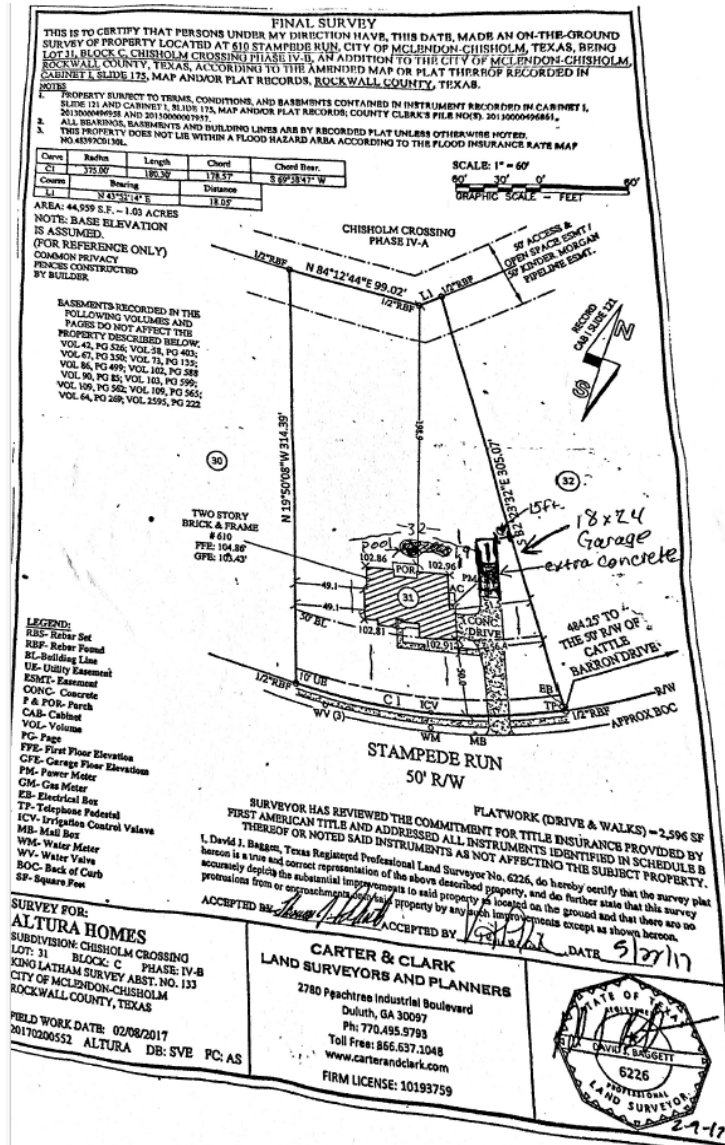 FINAL SURVEY
THIS IS TO CERTIFY THAT PERSONS UNDER MY DIRECTION HAVE, THIS DATE, MADE AN ON-THE-GROUND
SURVEY OF PROPERTY LOCATED AT 610 STAMPEDE RUN, CITY OF MCLENDON-CHISHOLM, TEXAS, BEING
LOT 31, BLOCK C, CHISHOLM CROSSING PHASE IV-B, AN ADDITION TO THE CITY OF MCLENDON-CHISHOLM,
ROCKWALL COUNTY, TEXAS, ACCORDING TO THE AMENDED MAP OR PLAT THEREOF RECORDED IN
CABINET I, SLIDE 175, MAP AND/OR PLAT RECORDS, ROCKWALL COUNTY, TEXAS.
NOTES
1. PROPERTY SUBJECT TO TERMS, CONDITIONS, AND EASEMENTS CONTAINED IN INSTRUMENT RECORDED IN CABINET I,
SLIDE 121 AND CABINET I, SLIDE 175, MAP AND/OR PLAT RECORDS; COUNTY CLERK'S FILE NO(S). 20130000496861,
20130000496958 AND 20150000007957.
2. ALL BEARINGS, EASEMENTS AND BUILDING LINES ARE BY RECORDED PLAT UNLESS OTHERWISE NOTED.
3. THIS PROPERTY DOES NOT LIE WITHIN A FLOOD HAZARD AREA ACCORDING TO THE FLOOD INSURANCE RATE MAP
NO.48397C0130L.
Curve Radius Length Chord Chord Bear.
C1 375.00' 180.30' 178.57' S 69°58'47" W
Course Bearing Distance
L1 N 43°52'14" E 18.05'
SCALE: 1" = 60'
60' 30' 0' 60'
GRAPHIC SCALE - FEET
AREA: 44,959 S.F. ~ 1.03 ACRES
NOTE: BASE ELEVATION
IS ASSUMED.
(FOR REFERENCE ONLY)
COMMON PRIVACY
FENCES CONSTRUCTED
BY BUILDER
CHISHOLM CROSSING
PHASE IV-A
50' ACCESS &
OPEN SPACE ESMT /
50' KINDER MORGAN
PIPELINE ESMT.
1/2"RBF
N 84°12'44"E 99.02'
1/2"RBF
L1
1/2"RBF
RECORD
CAB I, SLIDE 121
N
S
EASEMENTS RECORDED IN THE
FOLLOWING VOLUMES AND
PAGES DO NOT AFFECT THE
PROPERTY DESCRIBED BELOW.
VOL 42, PG 526; VOL 58, PG 403;
VOL 67, PG 350; VOL 73, PG 135;
VOL 86, PG 499; VOL 102, PG 588
VOL 90, PG 85; VOL 103, PG 599;
VOL 109, PG 562; VOL 109, PG 565;
VOL 64, PG 269; VOL 2595, PG 222
N 19°50'08"W 314.39'
198.9
305.07'
30
32
15ft
18x24
Garage
extra concrete
TWO STORY
BRICK & FRAME
# 610
FFE: 104.86'
GFE: 103.43'
32
Pool
102.86
POR
102.96
PM
AC
49.1
31
49.1
50' BL
102.81
102.91
CONC
DRIVE
56.4
50.0
484.25' TO
THE 50' R/W OF
CATTLE
BARRON DRIVE
LEGEND:
RBS- Rebar Set
RBF- Rebar Found
BL-Building Line
UE- Utility Easement
ESMT- Easement
CONC- Concrete
P & POR- Porch
CAB- Cabinet
VOL- Volume
PG- Page
FFE- First Floor Elevation
GFE- Garage Floor Elevations
PM- Power Meter
GM- Gas Meter
EB- Electrical Box
TP- Telephone Pedestal
ICV- Irrigation Control Valave
MB- Mail Box
WM- Water Meter
WV- Water Valve
BOC- Back of Curb
SF- Square Feet
1/2"RBF
10' UE
C 1
ICV
EB
TP
1/2"RBF
R/W
APPROX BOC
WV (3)
WM
MB
STAMPEDE RUN
50' R/W
PLATWORK (DRIVE & WALKS) ~ 2,596 SF
SURVEYOR HAS REVIEWED THE COMMITMENT FOR TITLE INSURANCE PROVIDED BY
FIRST AMERICAN TITLE AND ADDRESSED ALL INSTRUMENTS IDENTIFIED IN SCHEDULE B
THEREOF OR NOTED SAID INSTRUMENTS AS NOT AFFECTING THE SUBJECT PROPERTY.
I, David J. Baggett, Texas Registered Professional Land Surveyor No. 6226, do hereby certify that the survey plat
hereon is a true and correct representation of the above described property, and do further state that this survey
accurately depicts the substantial improvements to said property as located on the ground and that there are no
protrusions from or encroachments onto said property by any such improvements except as shown hereon.
ACCEPTED BY
ACCEPTED BY
DATE 5/27/17
SURVEY FOR:
ALTURA HOMES
SUBDIVISION: CHISHOLM CROSSING
LOT: 31 BLOCK: C PHASE: IV-B
KING LATHAM SURVEY ABST. NO. 133
CITY OF MCLENDON-CHISHOLM
ROCKWALL COUNTY, TEXAS
FIELD WORK DATE: 02/08/2017
20170200552 ALTURA DB: SVE PC: AS
CARTER & CLARK
LAND SURVEYORS AND PLANNERS
2780 Peachtree Industrial Boulevard
Duluth, GA 30097
Ph: 770.495.9793
Toll Free: 866.637.1048
www.carterandclark.com
FIRM LICENSE: 10193759
STATE OF TEXAS
REGISTERED
DAVID J. BAGGETT
6226
PROFESSIONAL
LAND SURVEYOR
2-9-17